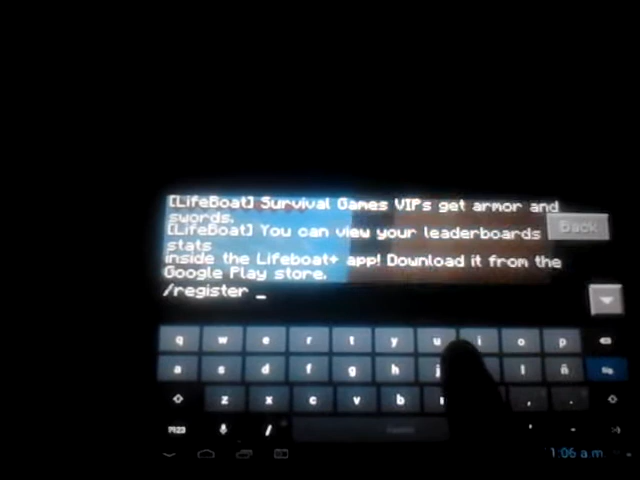 [LifeBoat] Survival Games VIPs get armor and
swords.
[LifeBoat] You can view your leaderboards
stats
inside the Lifeboat+ app! Download it from the
Google Play store.
Back
/register _
q w e r t y u i o p
a s d f g h j l ñ
z x c v b , .
?123 / ' -
1:06 a.m.